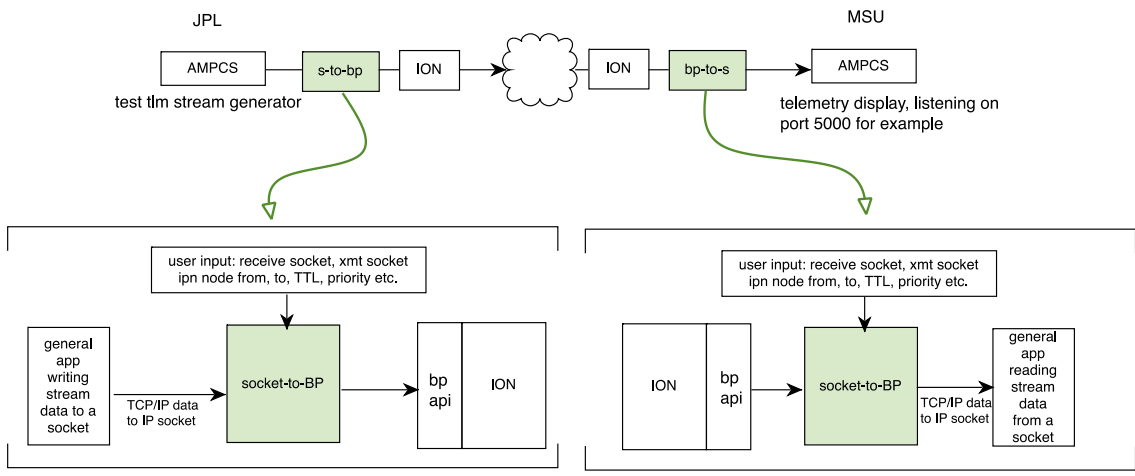 JPL
MSU
AMPCS
s-to-bp
ION
ION
bp-to-s
AMPCS
test tlm stream generator
telemetry display, listening on
port 5000 for example
user input: receive socket, xmt socket
ipn node from, to, TTL, priority etc.
general
app
writing
stream
data to a
socket
TCP/IP data
to IP socket
socket-to-BP
bp
api
ION
user input: receive socket, xmt socket
ipn node from, to, TTL, priority etc.
ION
bp
api
socket-to-BP
TCP/IP data
to IP socket
general
app
reading
stream
data
from a
socket